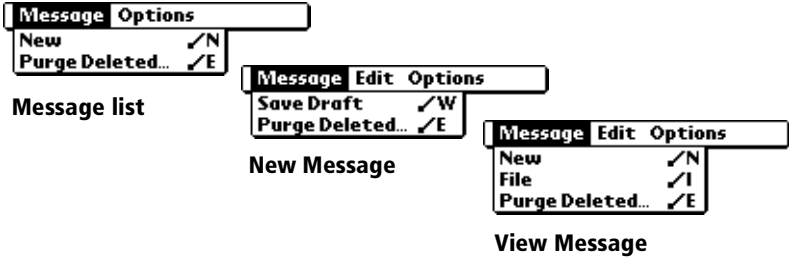 Message Options
New /N
Purge Deleted... /E
Message list
Message Edit Options
Save Draft /W
Purge Deleted... /E
New Message
Message Edit Options
New /N
File /I
Purge Deleted... /E
View Message